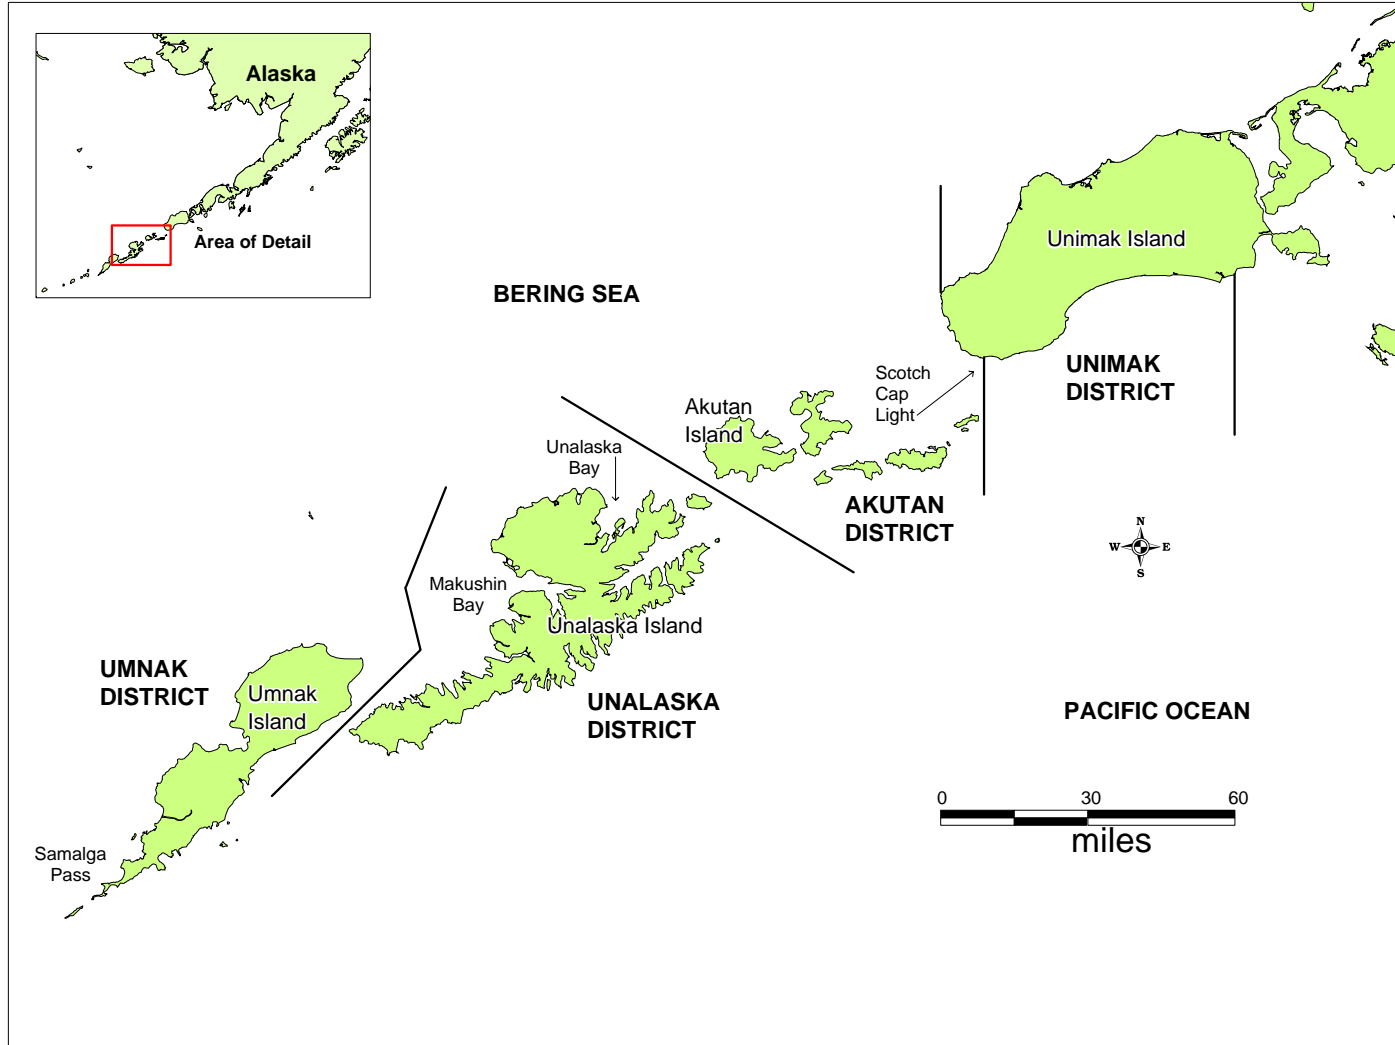 Alaska
Area of Detail
BERING SEA
Unimak Island
UNIMAK
DISTRICT
Scotch
Cap
Light
Akutan
Island
Unalaska
Bay
AKUTAN
DISTRICT
N
W E
S
Makushin
Bay
Unalaska Island
UMNAK
DISTRICT
Umnak
Island
UNALASKA
DISTRICT
PACIFIC OCEAN
0 30 60
miles
Samalga
Pass